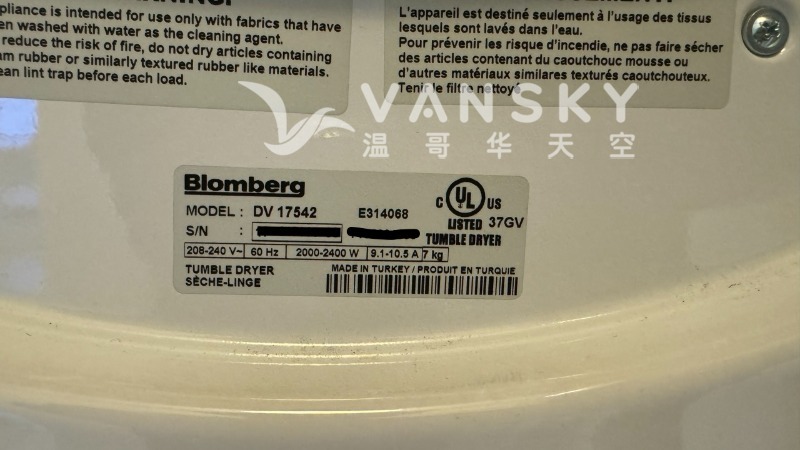 WARNING!
pliance is intended for use only with fabrics that have
en washed with water as the cleaning agent.
reduce the risk of fire, do not dry articles containing
am rubber or similarly textured rubber like materials.
ean lint trap before each load.
L'appareil est destiné seulement à l'usage des tissus
lesquels sont lavés dans l'eau.
Pour prévenir les risque d'incendie, ne pas faire sécher
des articles contenant du caoutchouc mousse ou
d'autres matériaux similares texturés caoutchouteux.
Tenir le filtre nettoyé
VANSKY
温哥华天空
Blomberg
MODEL : DV 17542 E314068
S/N :
C UL US
LISTED 37GV
TUMBLE DRYER
208-240 V~ 60 Hz 2000-2400 W 9.1-10.5 A 7 kg
TUMBLE DRYER
SÈCHE-LINGE
MADE IN TURKEY / PRODUIT EN TURQUIE